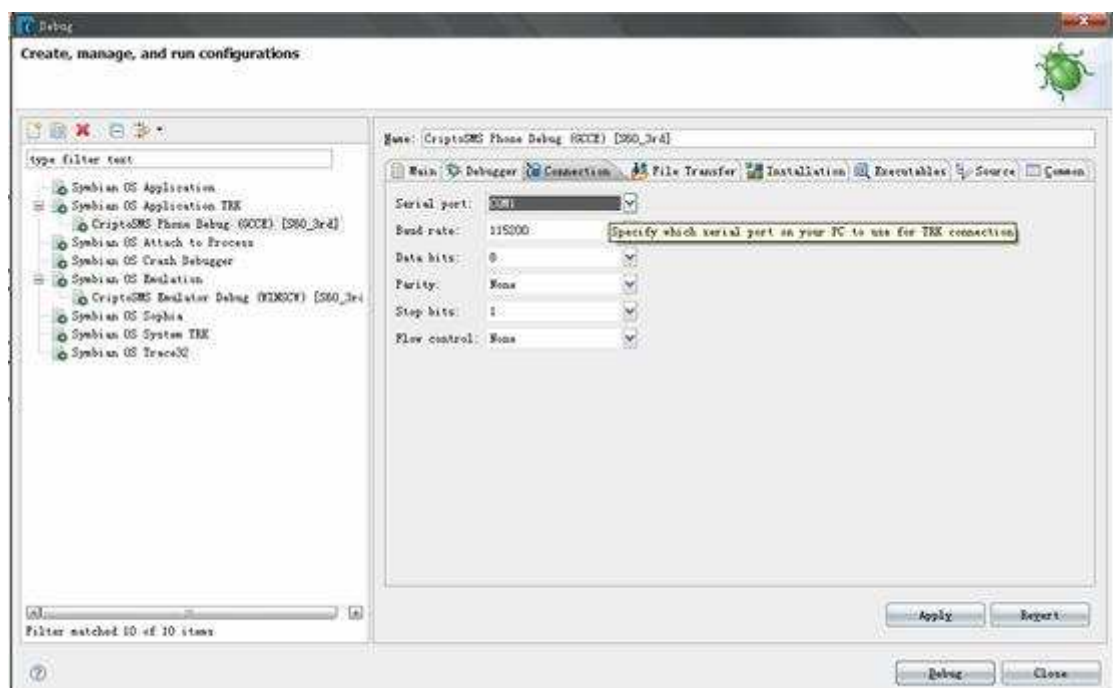 Debug
Create, manage, and run configurations
type filter text
Symbian OS Application
Symbian OS Application TRK
CriptoSMS Phone Debug (GCCE) [S60_3rd]
Symbian OS Attach to Process
Symbian OS Crash Debugger
Symbian OS Emulation
CriptoSMS Emulator Debug (WINSCW) [S60_3r
Symbian OS Sophia
Symbian OS System TRK
Symbian OS Trace32
Filter matched 10 of 10 items
Name: CriptoSMS Phone Debug (GCCE) [S60_3rd]
Main Debugger Connection File Transfer Installation Executables Source Common
Serial port: COM1
Baud rate: 115200
Specify which serial port on your PC to use for TRK connection
Data bits: 8
Parity: None
Stop bits: 1
Flow control: None
Apply Revert
Debug Close